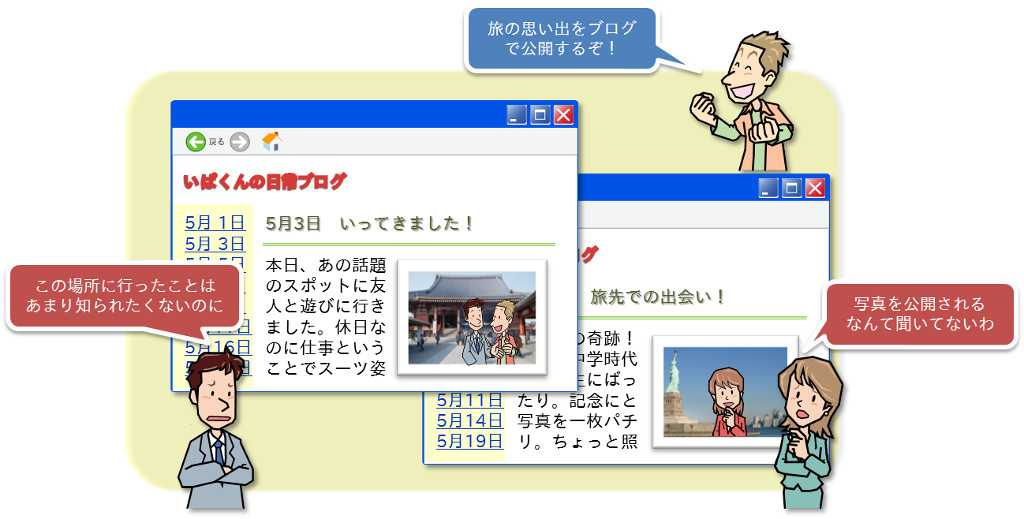 旅の思い出をブログ
で公開するぞ！
戻る
いぱくんの日常ブログ
5月 1日
5月 3日
5月3日　いってきました！
本日、あの話題
のスポットに友
人と遊びに行き
ました。休日な
のに仕事という
ことでスーツ姿
5月16日
この場所に行ったことは
あまり知られたくないのに
ログ
旅先での出会い！
の奇跡！
中学時代
にばっ
たり。記念にと
写真を一枚パチ
リ。ちょっと照
5月11日
5月14日
5月19日
写真を公開される
なんて聞いてないわ